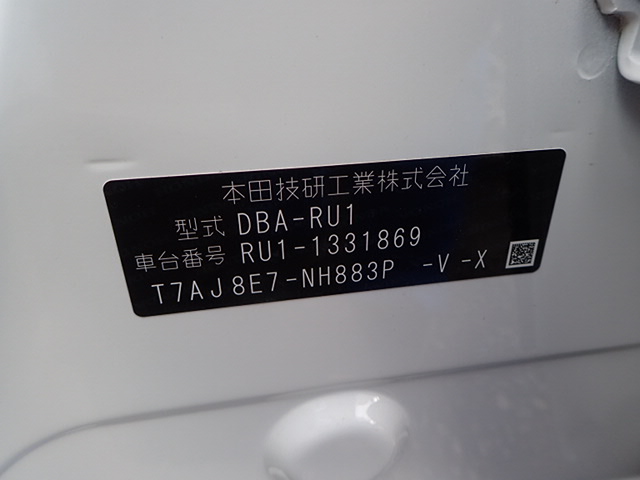 本田技研工業株式会社
型式 DBA-RU1
車台番号 RU1-1331869
T7AJ8E7-NH883P -V -X